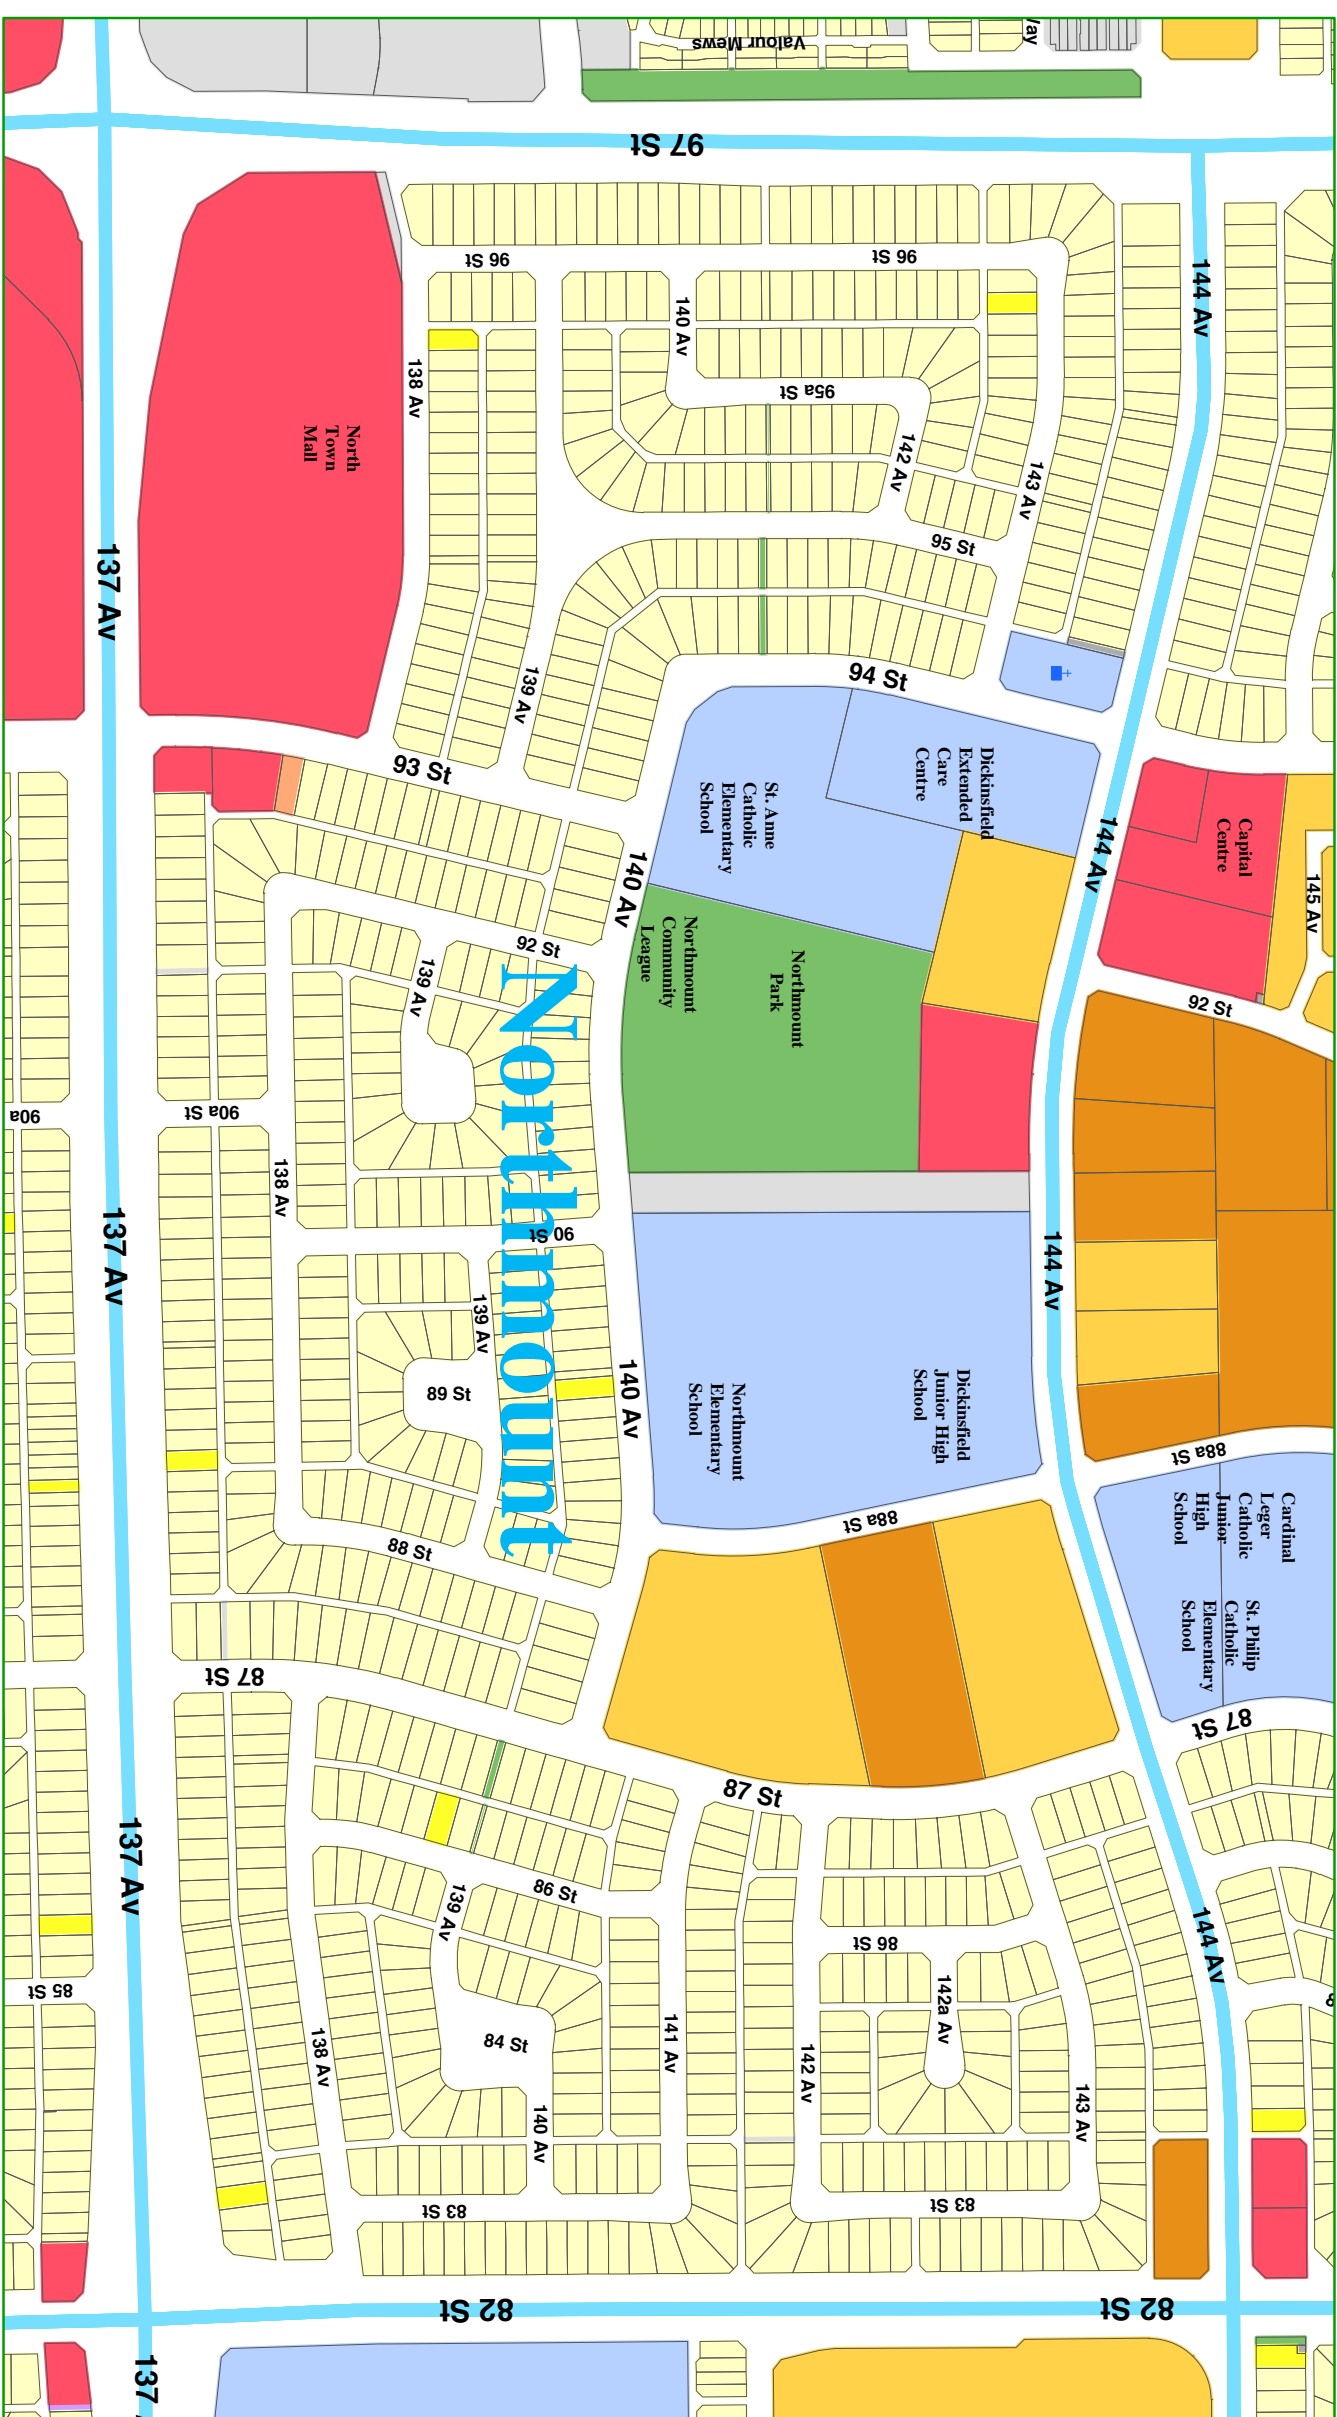 Valour Mews
ay
97 St
96 St
96 St
144 Av
140 Av
138 Av
95a St
North
Town
Mall
142 Av
143 Av
95 St
137 Av
139 Av
94 St
93 St
Dickinsfield
Extended
Care
Centre
St. Anne
Catholic
Elementary
School
144 Av
Capital
Centre
145 Av
140 Av
92 St
139 Av
Northmount
Community
League
Northmount
Park
92 St
Northmount
90a
90a St
138 Av
137 Av
90 St
144 Av
139 Av
89 St
140 Av
Northmount
Elementary
School
Dickinsfield
Junior High
School
88a St
88a St
Cardinal
Leger
Catholic
Junior
High
School
St. Philip
Catholic
Elementary
School
88 St
87 St
87 St
87 St
137 Av
86 St
139 Av
86 St
144 Av
85 St
8
142a Av
84 St
138 Av
141 Av
142 Av
143 Av
140 Av
83 St
83 St
82 St
82 St
137